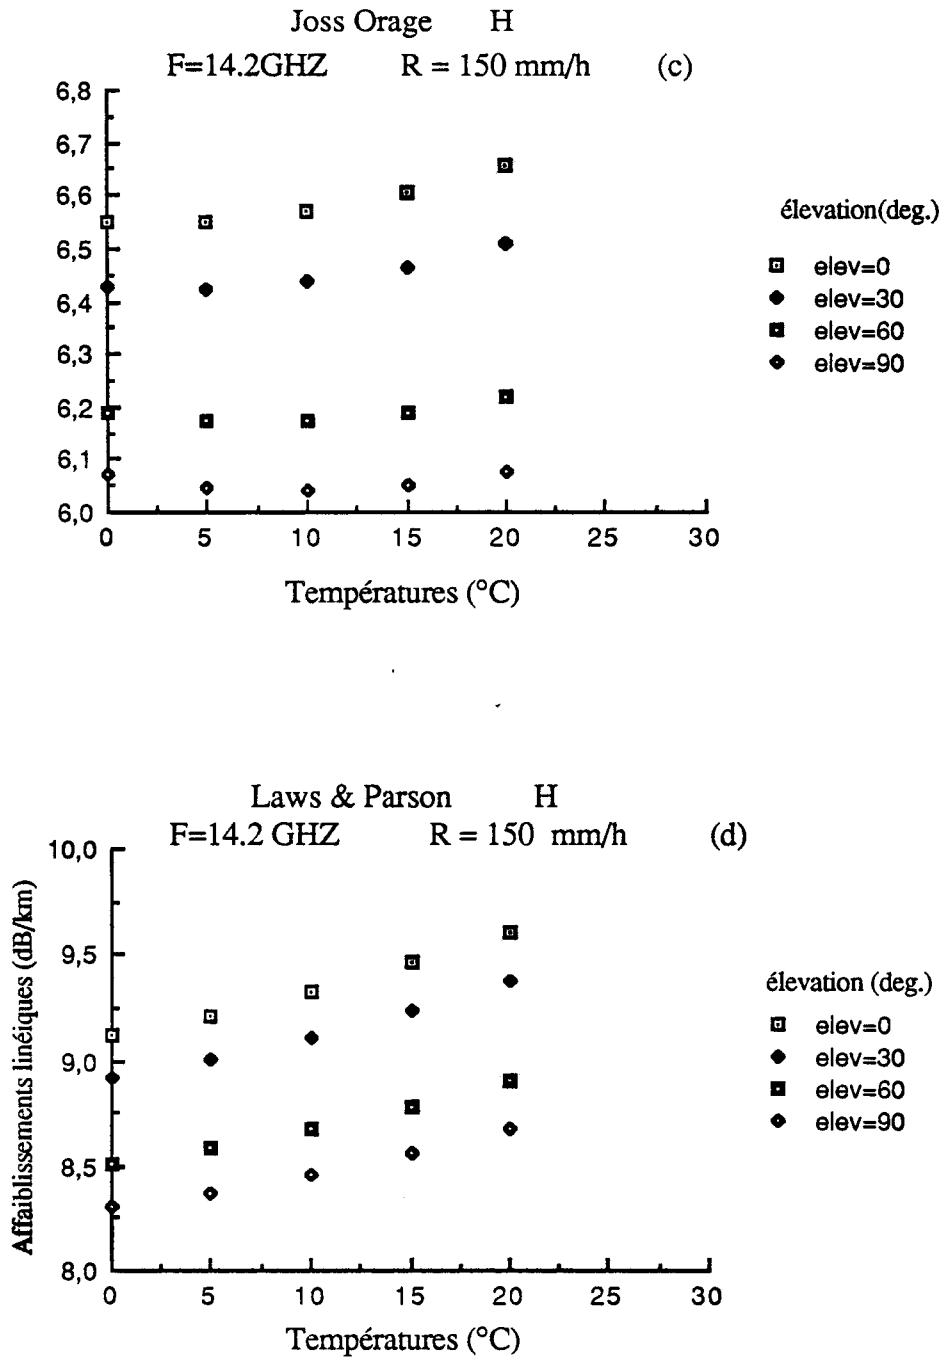 Joss Orage H
F=14.2GHZ R = 150 mm/h (c)
6,8
6,7
6,6
6,5
6,4
6,3
6,2
6,1
6,0
0 5 10 15 20 25 30
Températures (°C)
élevation(deg.)
elev=0
elev=30
elev=60
elev=90
Laws & Parson H
F=14.2 GHZ R = 150 mm/h (d)
Affaiblissements linéiques (dB/km)
10,0
9,5
9,0
8,5
8,0
0 5 10 15 20 25 30
Températures (°C)
élevation (deg.)
elev=0
elev=30
elev=60
elev=90